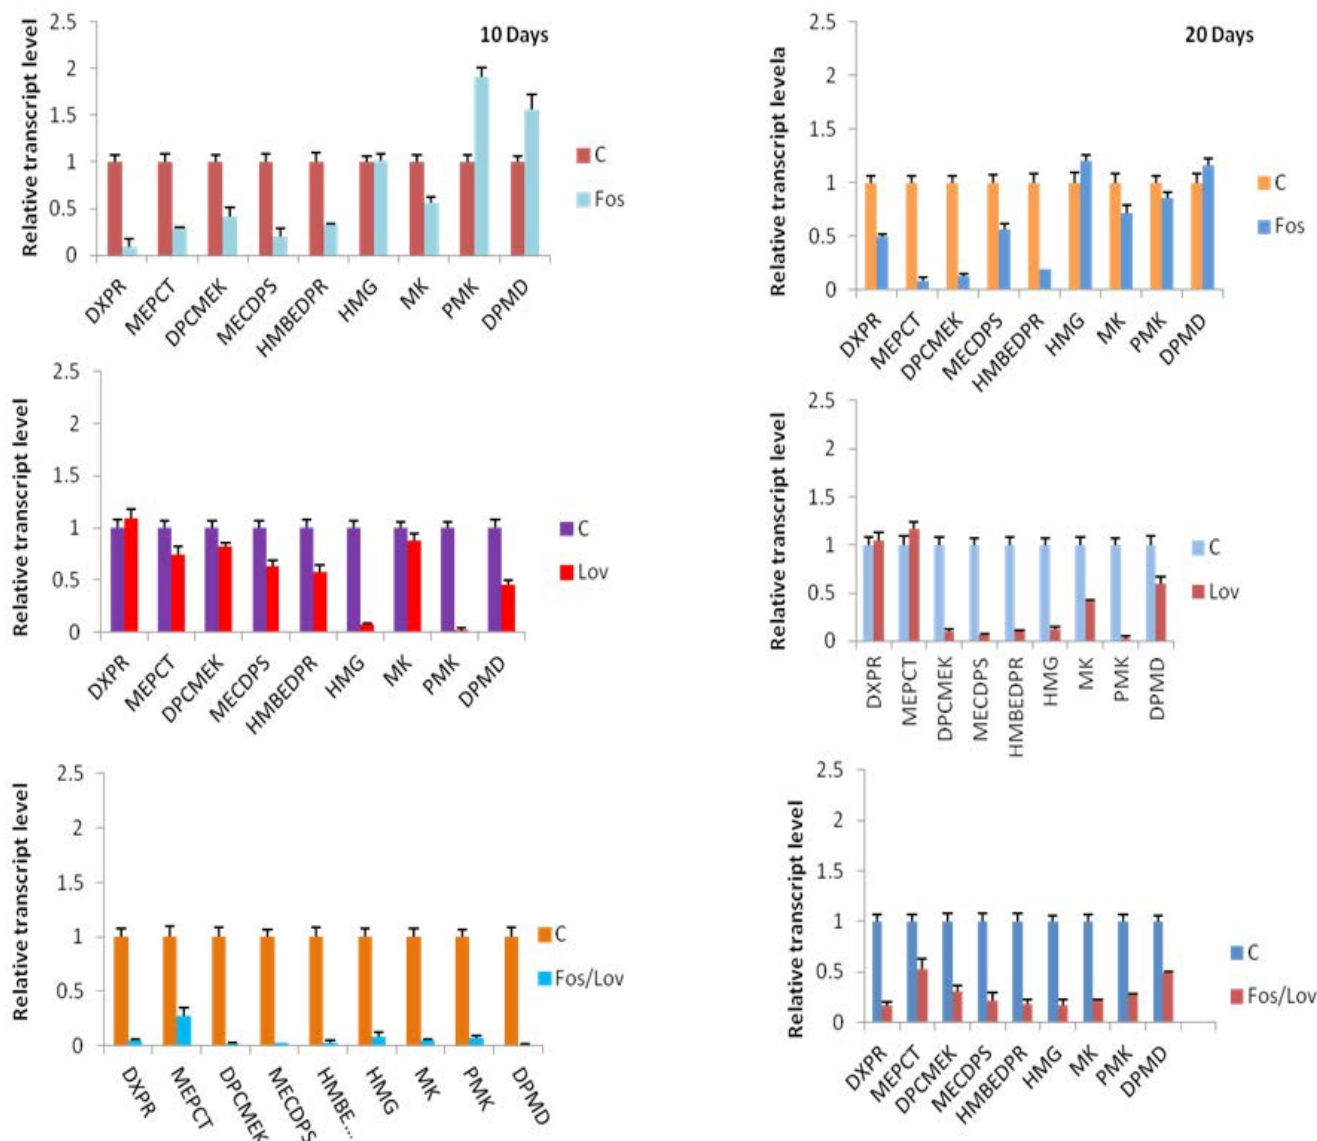 2.5
2
1.5
1
0.5
0
Relative transcript level
10 Days
C
Fos
DXPR
MEPCT
DPCMEK
MECDPS
HMBEDPR
HMG
MK
PMK
DPMD
2.5
2
1.5
1
0.5
0
Relative transcript levela
20 Days
C
Fos
DXPR
MEPCT
DPCMEK
MECDPS
HMBEDPR
HMG
MK
PMK
DPMD
2.5
2
1.5
1
0.5
0
Relative transcript level
C
Lov
DXPR
MEPCT
DPCMEK
MECDPS
HMBEDPR
HMG
MK
PMK
DPMD
2.5
2
1.5
1
0.5
0
Relative transcript level
C
Lov
DXPR
MEPCT
DPCMEK
MECDPS
HMBEDPR
HMG
MK
PMK
DPMD
2.5
2
1.5
1
0.5
0
Relative transcript level
C
Fos/Lov
DXPR
MEPCT
DPCMEK
MECDPS
HMBE...
HMG
MK
PMK
DPMD
2.5
2
1.5
1
0.5
0
Relative transcript level
C
Fos/Lov
DXPR
MEPCT
DPCMEK
MECDPS
HMBEDPR
HMG
MK
PMK
DPMD